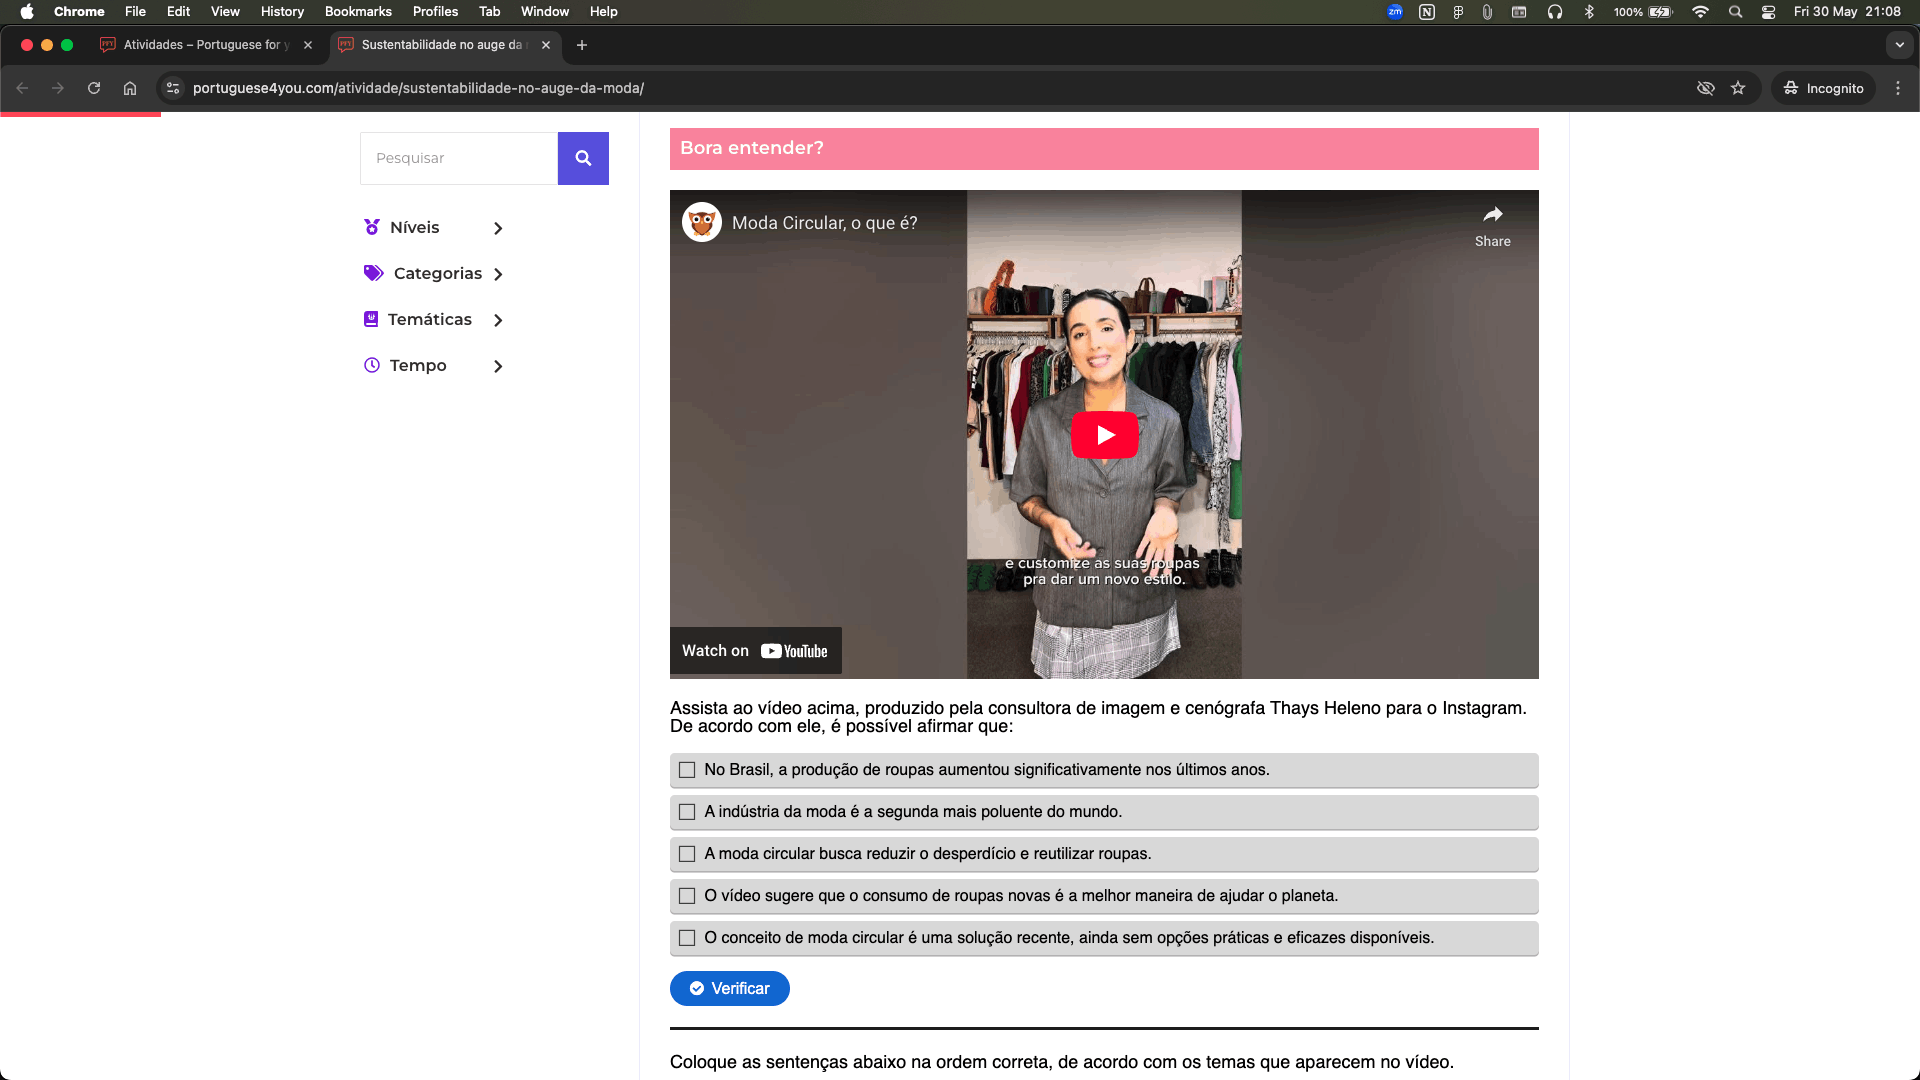 Chrome File Edit View History Bookmarks Profiles Tab Window Help
zm
100%
Fri 30 May 21:08
Atividades – Portuguese for y
Sustentabilidade no auge da
portuguese4you.com/atividade/sustentabilidade-no-auge-da-moda/
Incognito
Pesquisar
Níveis
Categorias
Temáticas
Tempo
Bora entender?
Moda Circular, o que é?
Share
e customize as suas roupas
pra dar um novo estilo.
Watch on YouTube
Assista ao vídeo acima, produzido pela consultora de imagem e cenógrafa Thays Heleno para o Instagram.
De acordo com ele, é possível afirmar que:
No Brasil, a produção de roupas aumentou significativamente nos últimos anos.
A indústria da moda é a segunda mais poluente do mundo.
A moda circular busca reduzir o desperdício e reutilizar roupas.
O vídeo sugere que o consumo de roupas novas é a melhor maneira de ajudar o planeta.
O conceito de moda circular é uma solução recente, ainda sem opções práticas e eficazes disponíveis.
Verificar
Coloque as sentenças abaixo na ordem correta, de acordo com os temas que aparecem no vídeo.